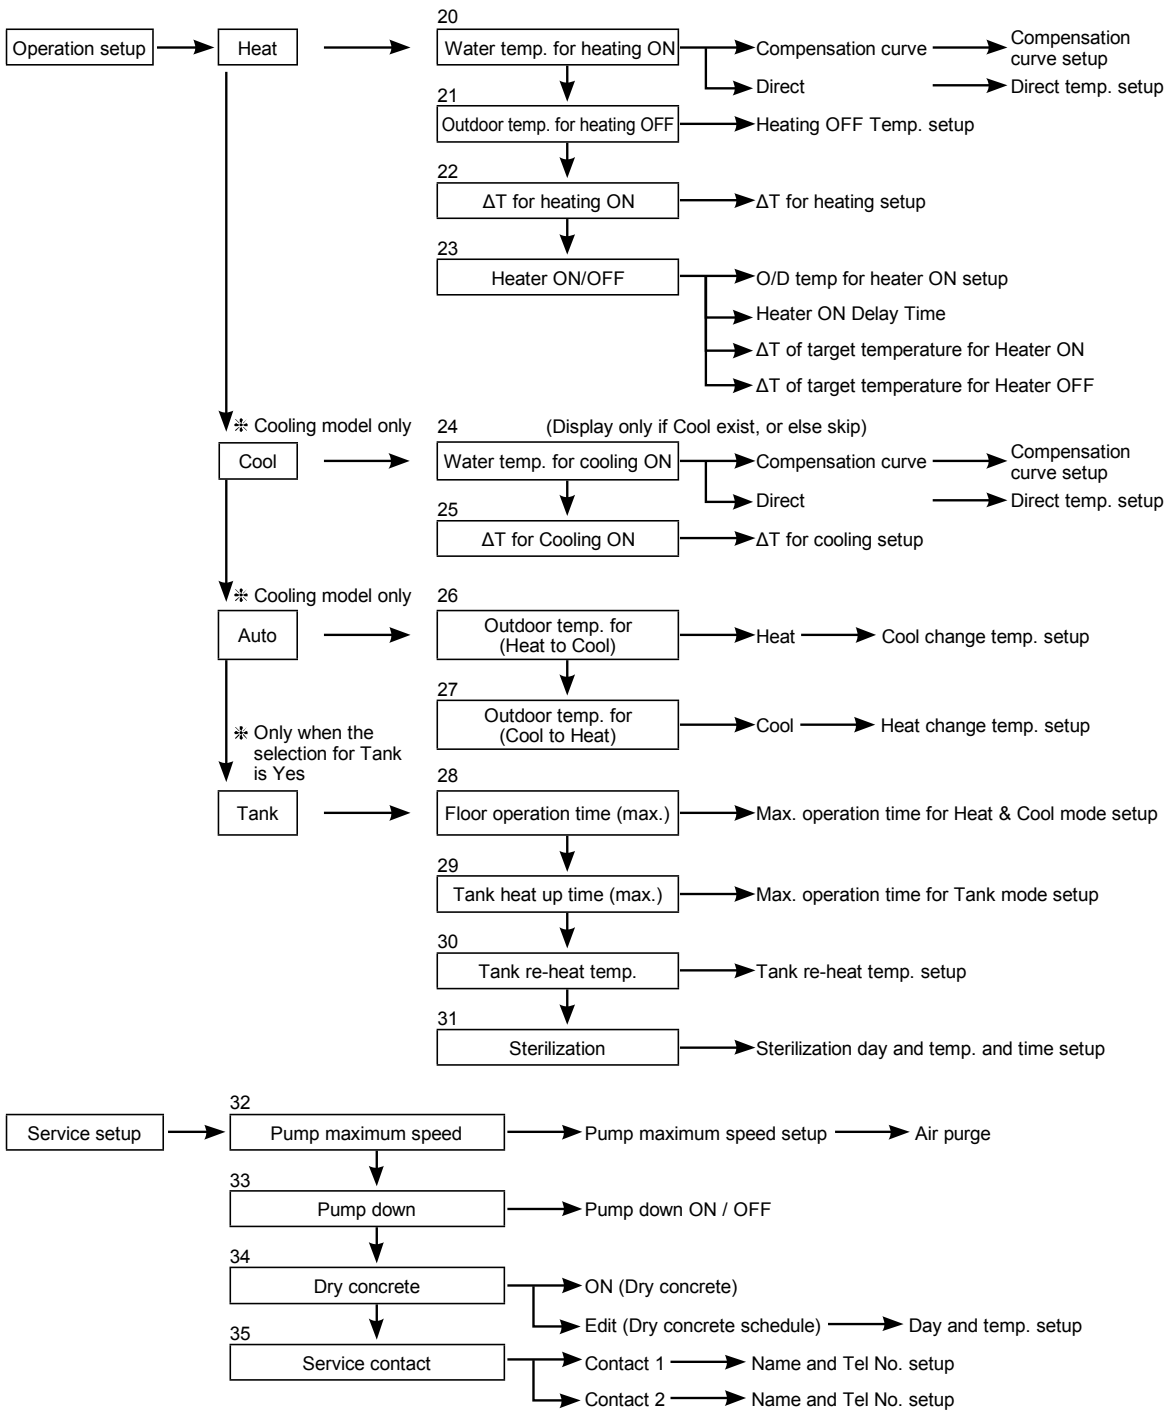 20
Operation setup
Heat
Water temp. for heating ON
Compensation curve
Compensation
curve setup
Direct
Direct temp. setup
21
Outdoor temp. for heating OFF
Heating OFF Temp. setup
22
ΔT for heating ON
ΔT for heating setup
23
Heater ON/OFF
O/D temp for heater ON setup
Heater ON Delay Time
ΔT of target temperature for Heater ON
ΔT of target temperature for Heater OFF
❉ Cooling model only
24
(Display only if Cool exist, or else skip)
Cool
Water temp. for cooling ON
Compensation curve
Compensation
curve setup
Direct
Direct temp. setup
25
ΔT for Cooling ON
ΔT for cooling setup
❉ Cooling model only
26
Auto
Outdoor temp. for
(Heat to Cool)
Heat
Cool change temp. setup
27
Outdoor temp. for
(Cool to Heat)
Cool
Heat change temp. setup
❉ Only when the
selection for Tank
is Yes
28
Tank
Floor operation time (max.)
Max. operation time for Heat & Cool mode setup
29
Tank heat up time (max.)
Max. operation time for Tank mode setup
30
Tank re-heat temp.
Tank re-heat temp. setup
31
Sterilization
Sterilization day and temp. and time setup
32
Service setup
Pump maximum speed
Pump maximum speed setup
Air purge
33
Pump down
Pump down ON / OFF
34
Dry concrete
ON (Dry concrete)
Edit (Dry concrete schedule)
Day and temp. setup
35
Service contact
Contact 1
Name and Tel No. setup
Contact 2
Name and Tel No. setup